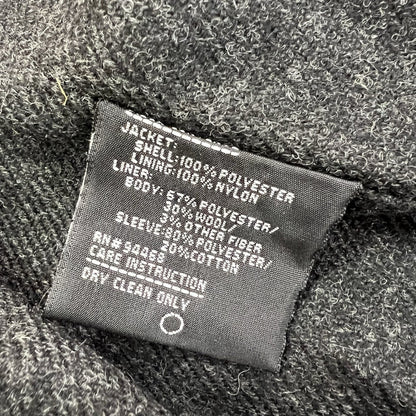 JACKET:
SHELL:100% POLYESTER
LINING:100% NYLON
LINER:
BODY: 67% POLYESTER/
30% WOOL/
3% OTHER FIBER
SLEEVE:80% POLYESTER/
20%COTTON
RN#94468
CARE INSTRUCTION
DRY CLEAN ONLY